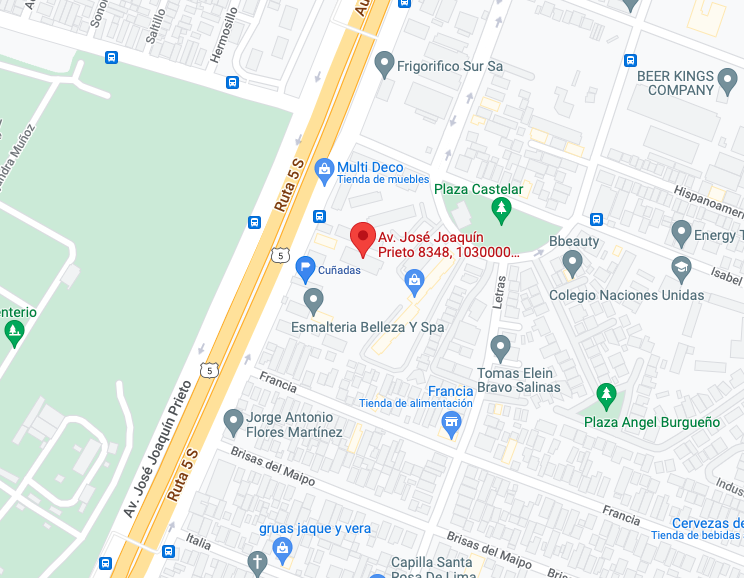 Au
Sono
Saltillo
Hermosillo
Frigorifico Sur Sa
BEER KINGS
COMPANY
andra Muñoz
Ruta 5 S
Multi Deco
Tienda de muebles
Plaza Castelar
Hispanoamer
Av. José Joaquín
Prieto 8348, 1030000...
Energy T
Bbeauty
5
Cuñadas
Isabel
Letras
Colegio Naciones Unidas
enterio
Esmalteria Belleza Y Spa
5
Tomas Elein
Bravo Salinas
Francia
Francia
Tienda de alimentación
Av. José Joaquín Prieto
Jorge Antonio
Flores Martínez
Plaza Angel Burgueño
Ruta 5 S
Brisas del Maipo
Indus
Francia
gruas jaque y vera
Cervezas de
Tienda de bebidas
Italia
Brisas del Maipo
Capilla Santa
Rosa De Lima
Bris